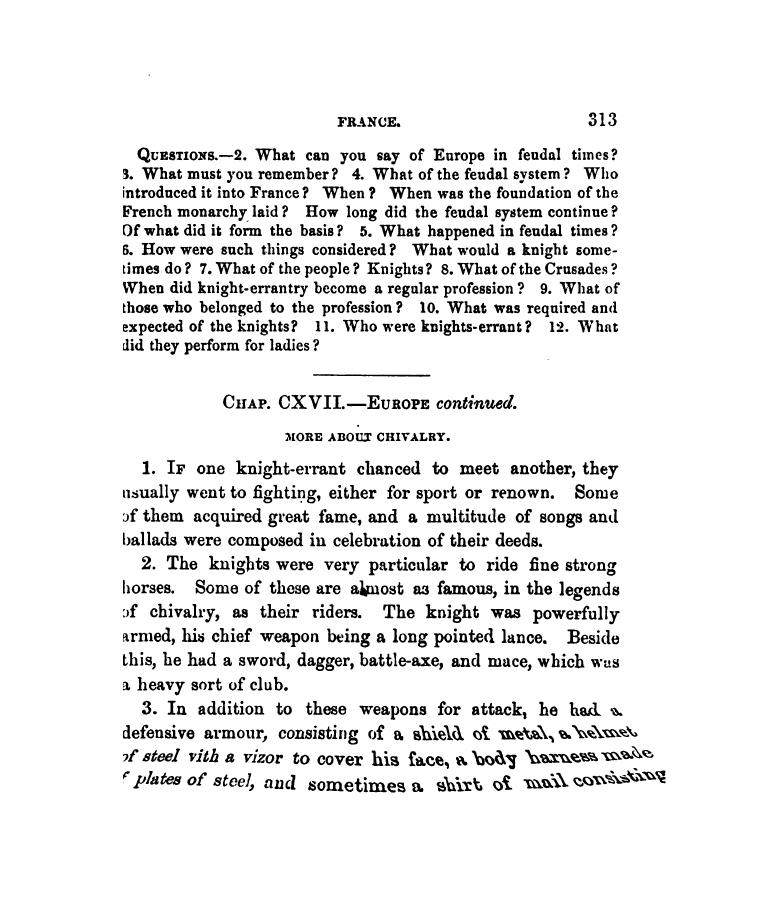 FRANCE. 313
QUESTIONS.—2. What can you say of Europe in feudal times?
3. What must you remember? 4. What of the feudal system? Who
introduced it into France? When? When was the foundation of the
French monarchy laid? How long did the feudal system continue?
Of what did it form the basis? 5. What happened in feudal times?
6. How were such things considered? What would a knight some-
times do? 7. What of the people? Knights? 8. What of the Crusades?
When did knight-errantry become a regular profession? 9. What of
those who belonged to the profession? 10. What was required and
expected of the knights? 11. Who were knights-errant? 12. What
did they perform for ladies?
CHAP. CXVII.—EUROPE continued.
MORE ABOUT CHIVALRY.
1. IF one knight-errant chanced to meet another, they
usually went to fighting, either for sport or renown. Some
of them acquired great fame, and a multitude of songs and
ballads were composed in celebration of their deeds.
2. The knights were very particular to ride fine strong
horses. Some of these are almost as famous, in the legends
of chivalry, as their riders. The knight was powerfully
armed, his chief weapon being a long pointed lance. Beside
this, he had a sword, dagger, battle-axe, and mace, which was
a heavy sort of club.
3. In addition to these weapons for attack, he had a
defensive armour, consisting of a shield of metal, a helmet
of steel vith a vizor to cover his face, a body harness made
f plates of steel, and sometimes a shirt of mail consisting